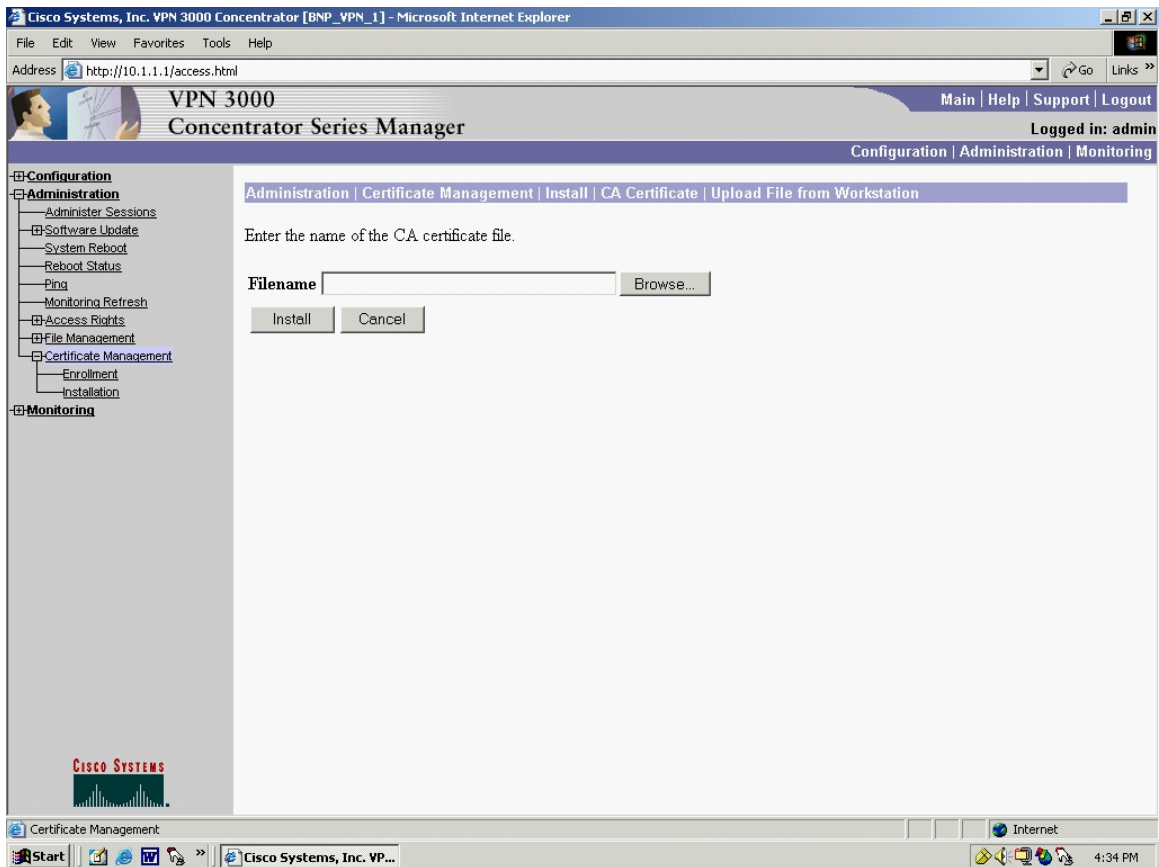 Cisco Systems, Inc. VPN 3000 Concentrator [BNP_VPN_1] - Microsoft Internet Explorer
File Edit View Favorites Tools Help
Address http://10.1.1.1/access.html Go Links »
VPN 3000
Concentrator Series Manager
Main | Help | Support | Logout
Logged in: admin
Configuration | Administration | Monitoring
Configuration
Administration
Administer Sessions
Software Update
System Reboot
Reboot Status
Ping
Monitoring Refresh
Access Rights
File Management
Certificate Management
Enrollment
Installation
Monitoring
Administration | Certificate Management | Install | CA Certificate | Upload File from Workstation
Enter the name of the CA certificate file.
Filename Browse...
Install Cancel
CISCO SYSTEMS
Certificate Management Internet
Start » Cisco Systems, Inc. VP... 4:34 PM